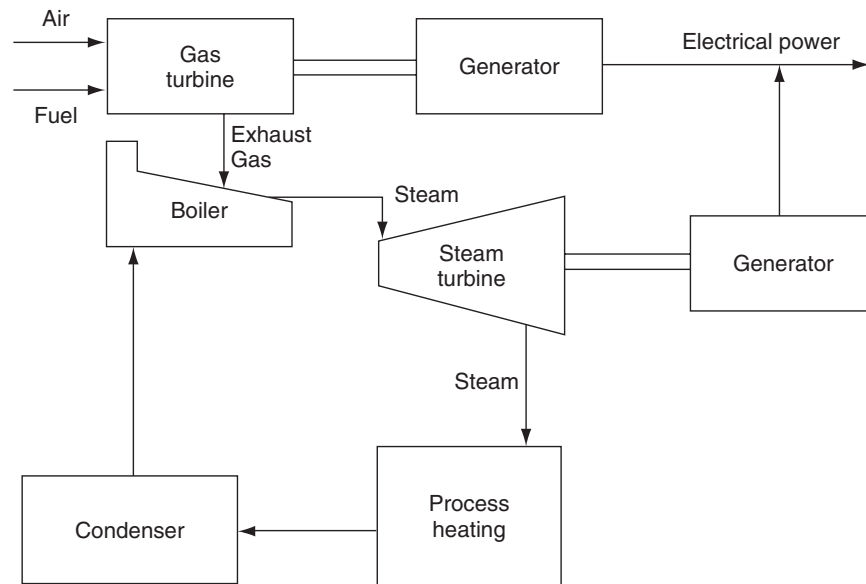 Air
Gas
turbine
Generator
Electrical power
Fuel
Exhaust
Gas
Boiler
Steam
Steam
turbine
Generator
Steam
Condenser
Process
heating